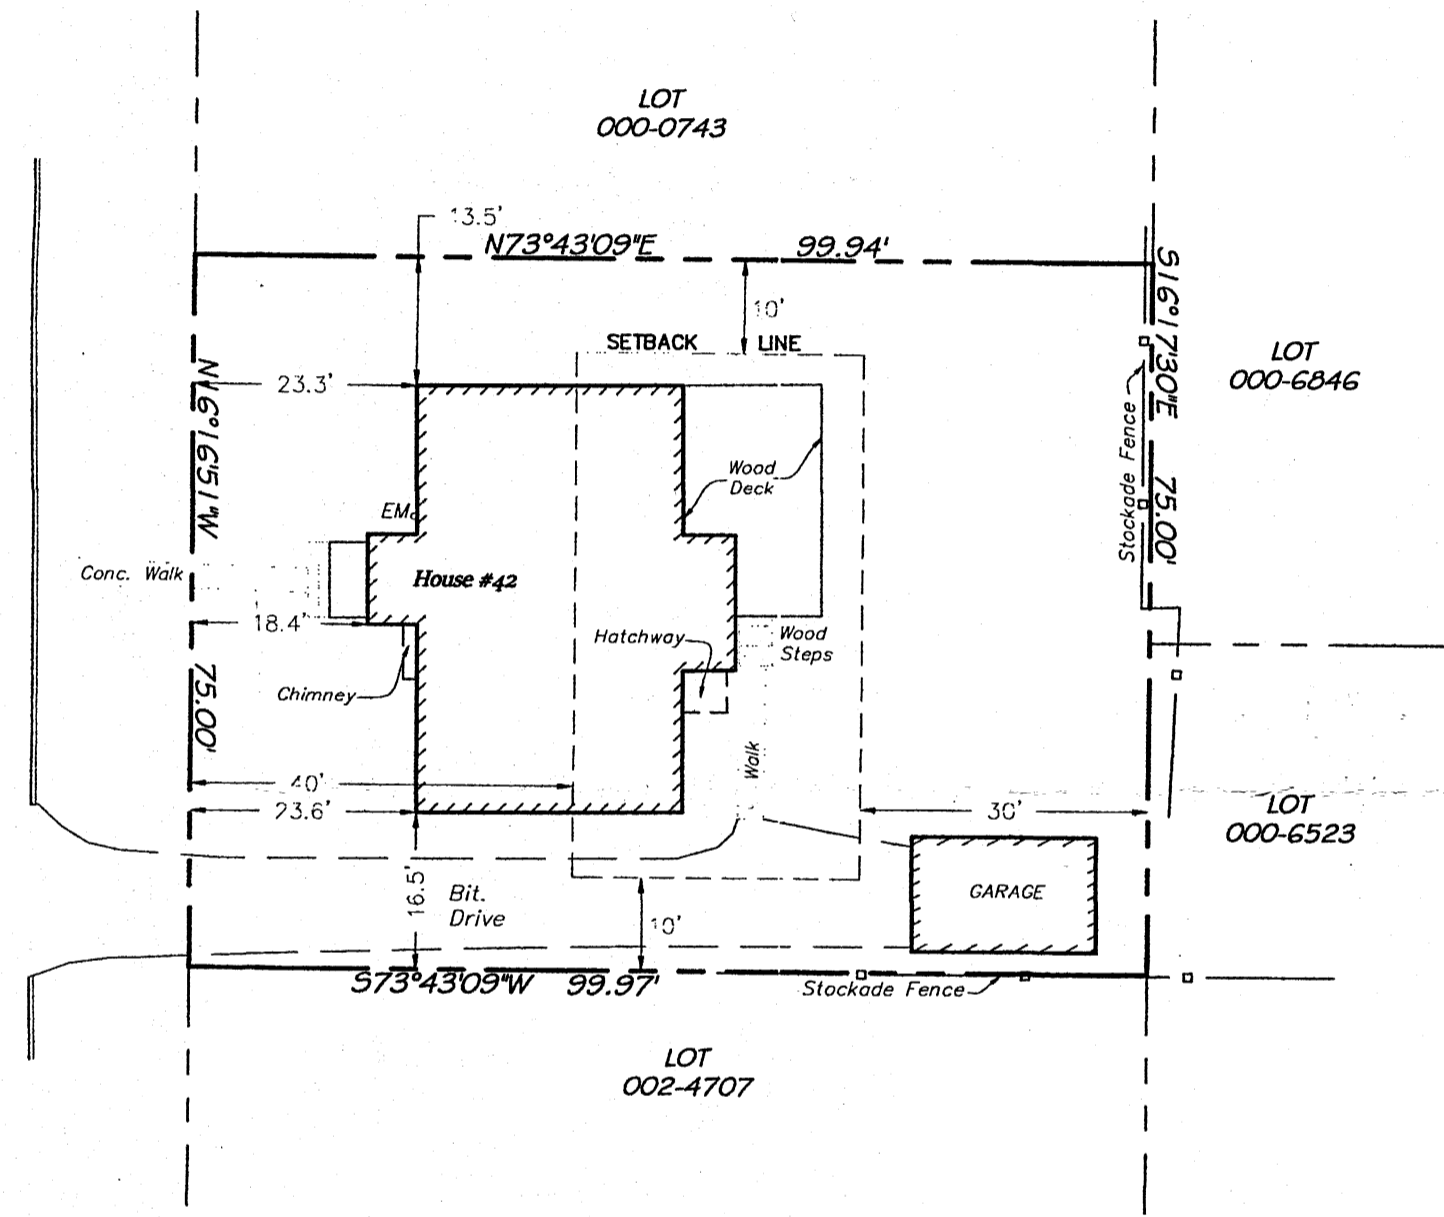 LOT
000-0743
13.5'
N73°43'09"E 99.94'
10'
SETBACK LINE
S16°17'30"E 75.00'
LOT
000-6846
Stockade Fence
23.3'
N16°16'51"W 75.00'
Wood
Deck
EM
Conc. Walk
House #42
18.4'
Hatchway
Wood
Steps
Chimney
Walk
40'
23.6'
30'
LOT
000-6523
16.5'
Bit.
Drive
10'
GARAGE
S73°43'09"W 99.97'
Stockade Fence
LOT
002-4707